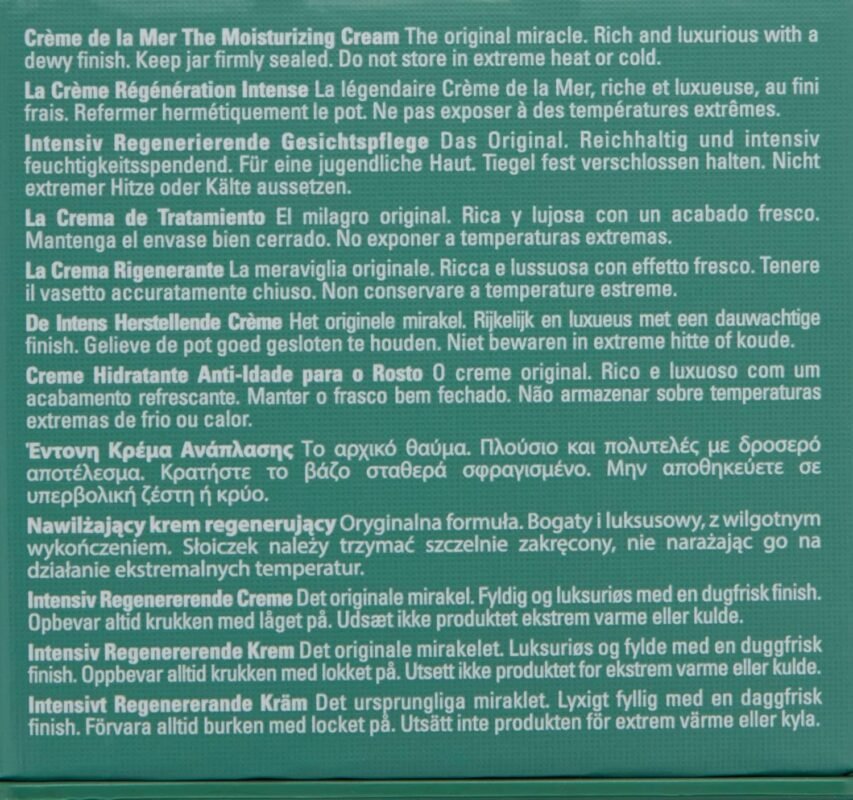 Crème de la Mer The Moisturizing Cream The original miracle. Rich and luxurious with a
dewy finish. Keep jar firmly sealed. Do not store in extreme heat or cold.
La Crème Régénération Intense La légendaire Crème de la Mer, riche et luxueuse, au fini
frais. Refermer hermétiquement le pot. Ne pas exposer à des températures extrêmes.
Intensiv Regenerierende Gesichtspflege Das Original. Reichhaltig und intensiv
feuchtigkeitsspendend. Für eine jugendliche Haut. Tiegel fest verschlossen halten. Nicht
extremer Hitze oder Kälte aussetzen.
La Crema de Tratamiento El milagro original. Rica y lujosa con un acabado fresco.
Mantenga el envase bien cerrado. No exponer a temperaturas extremas.
La Crema Rigenerante La meraviglia originale. Ricca e lussuosa con effetto fresco. Tenere
il vasetto accuratamente chiuso. Non conservare a temperature estreme.
De Intens Herstellende Crème Het originele mirakel. Rijkelijk en luxueus met een dauwachtige
finish. Gelieve de pot goed gesloten te houden. Niet bewaren in extreme hitte of koude.
Creme Hidratante Anti-Idade para o Rosto O creme original. Rico e luxuoso com um
acabamento refrescante. Manter o frasco bem fechado. Não armazenar sobre temperaturas
extremas de frio ou calor.
Έντονη Κρέμα Ανάπλασης Το αρχικό θαύμα. Πλούσιο και πολυτελές με δροσερό
αποτέλεσμα. Κρατήστε το βάζο σταθερά σφραγισμένο. Μην αποθηκεύετε σε
υπερβολική ζέστη ή κρύο.
Nawilżający krem regenerujący Oryginalna formuła. Bogaty i luksusowy, z wilgotnym
wykończeniem. Słoiczek należy trzymać szczelnie zakręcony, nie narażając go na
działanie ekstremalnych temperatur.
Intensiv Regenererende Creme Det originale mirakel. Fyldig og luksuriøs med en dugfrisk finish.
Opbevar altid krukken med låget på. Udsæt ikke produktet ekstrem varme eller kulde.
Intensiv Regenererende Krem Det originale mirakelet. Luksuriøs og fylde med en duggfrisk
finish. Oppbevar alltid krukken med lokket på. Utsett ikke produktet for ekstrem varme eller kulde.
Intensivt Regenererande Kräm Det ursprungliga miraklet. Lyxigt fyllig med en daggfrisk
finish. Förvara alltid burken med locket på. Utsätt inte produkten för extrem värme eller kyla.